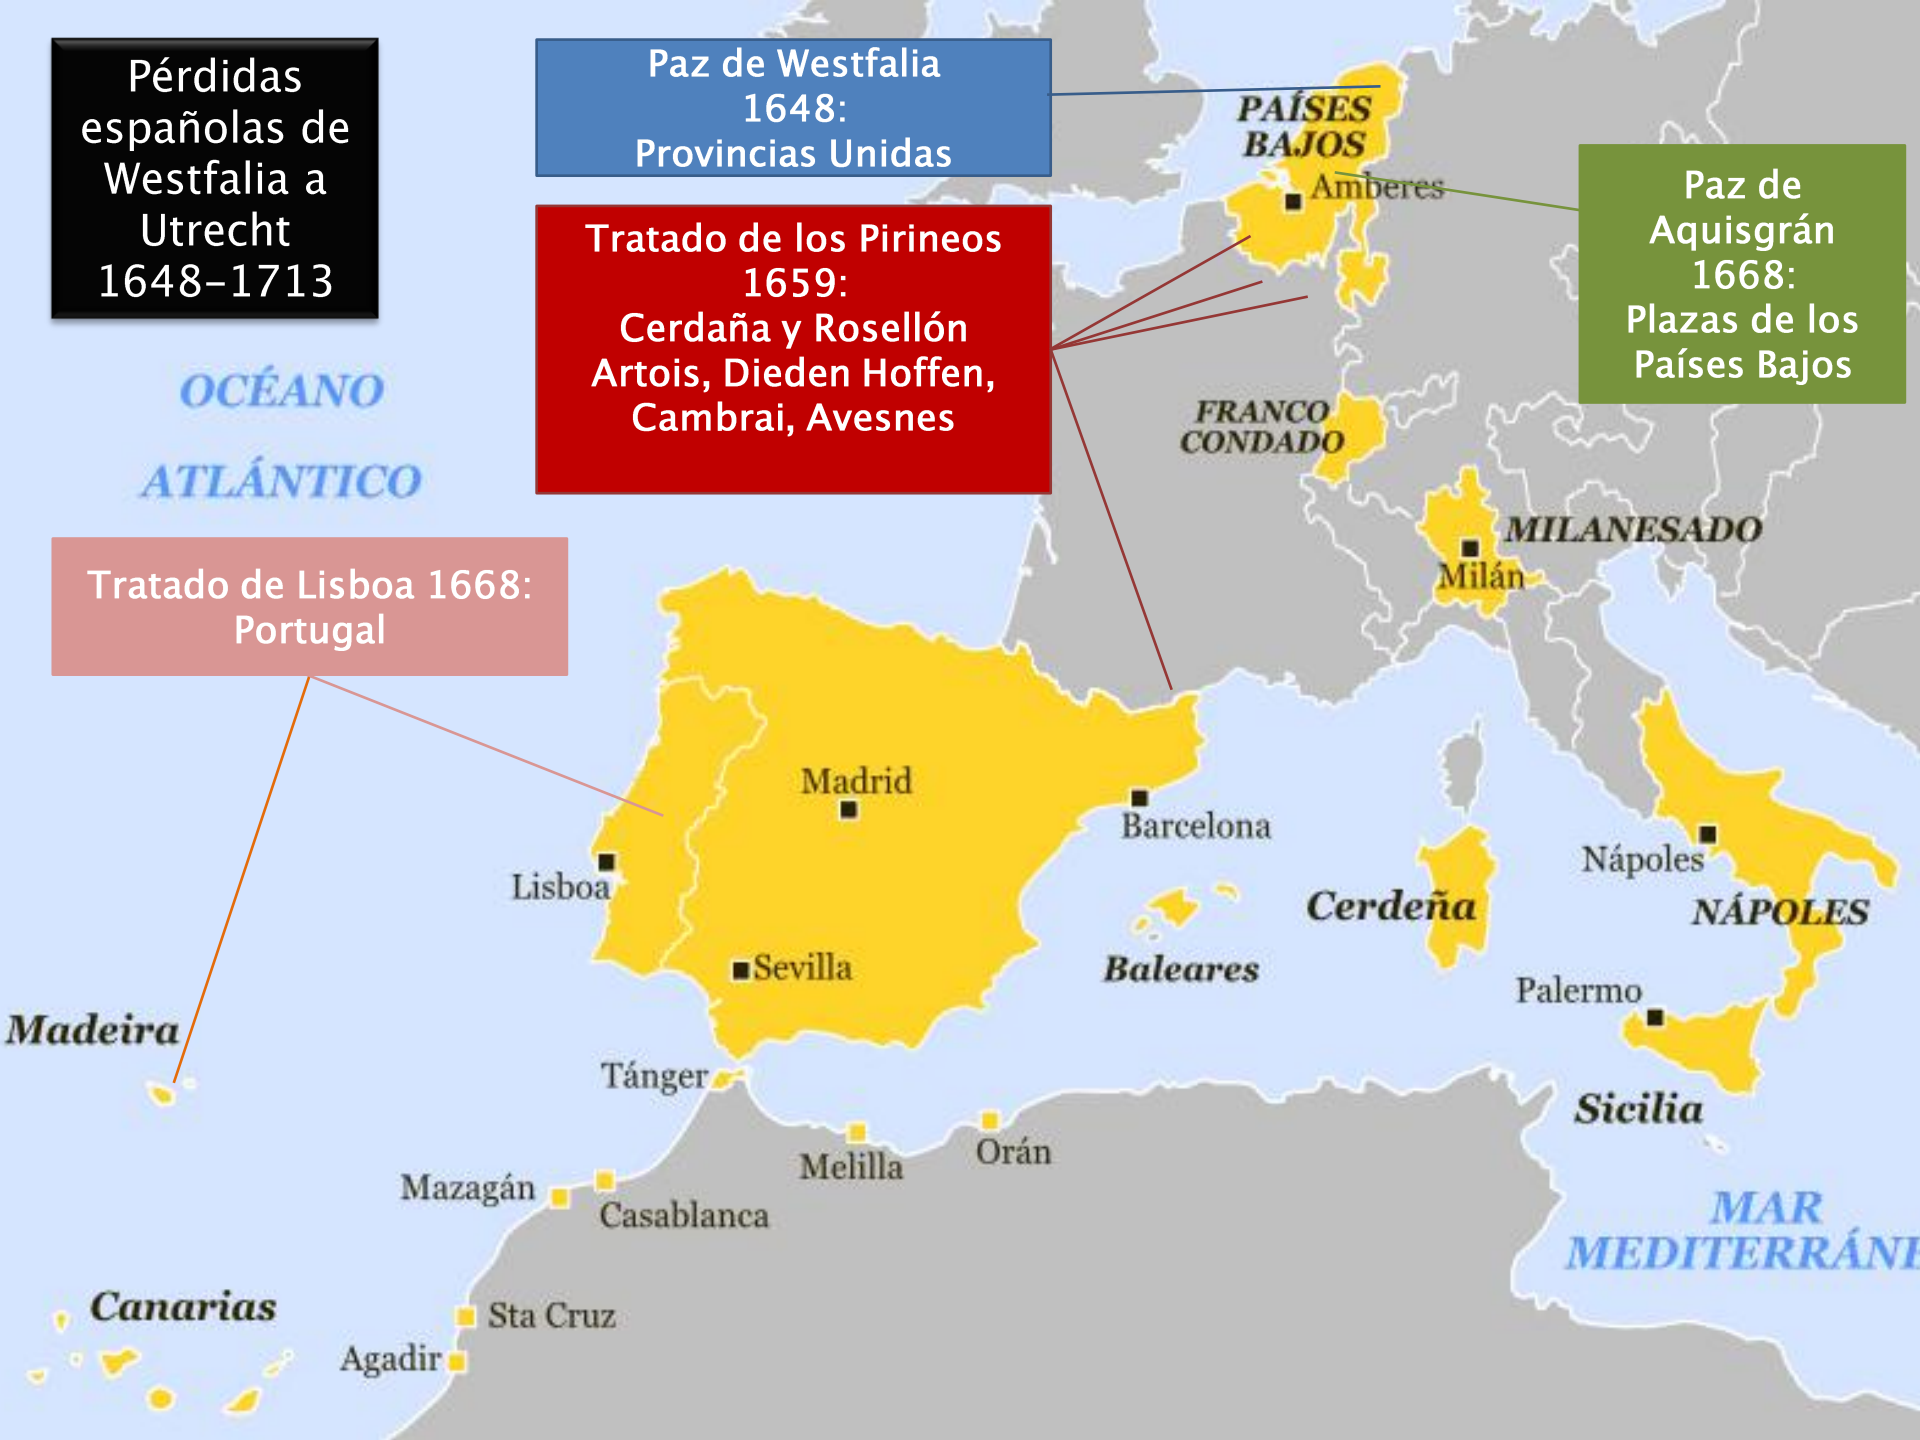 Pérdidas
españolas de
Westfalia a
Utrecht
1648-1713
Paz de Westfalia
1648:
Provincias Unidas
Tratado de los Pirineos
1659:
Cerdaña y Rosellón
Artois, Dieden Hoffen,
Cambrai, Avesnes
Paz de
Aquisgrán
1668:
Plazas de los
Países Bajos
Tratado de Lisboa 1668:
Portugal
PAÍSES
BAJOS
Amberes
OCÉANO
ATLÁNTICO
FRANCO
CONDADO
MILANESADO
Milán
Madrid
Barcelona
Lisboa
Nápoles
NÁPOLES
Cerdeña
Baleares
Sevilla
Palermo
Madeira
Tánger
Sicilia
Melilla
Orán
Mazagán
Casablanca
MAR
MEDITERRÁNE
Canarias
Sta Cruz
Agadir